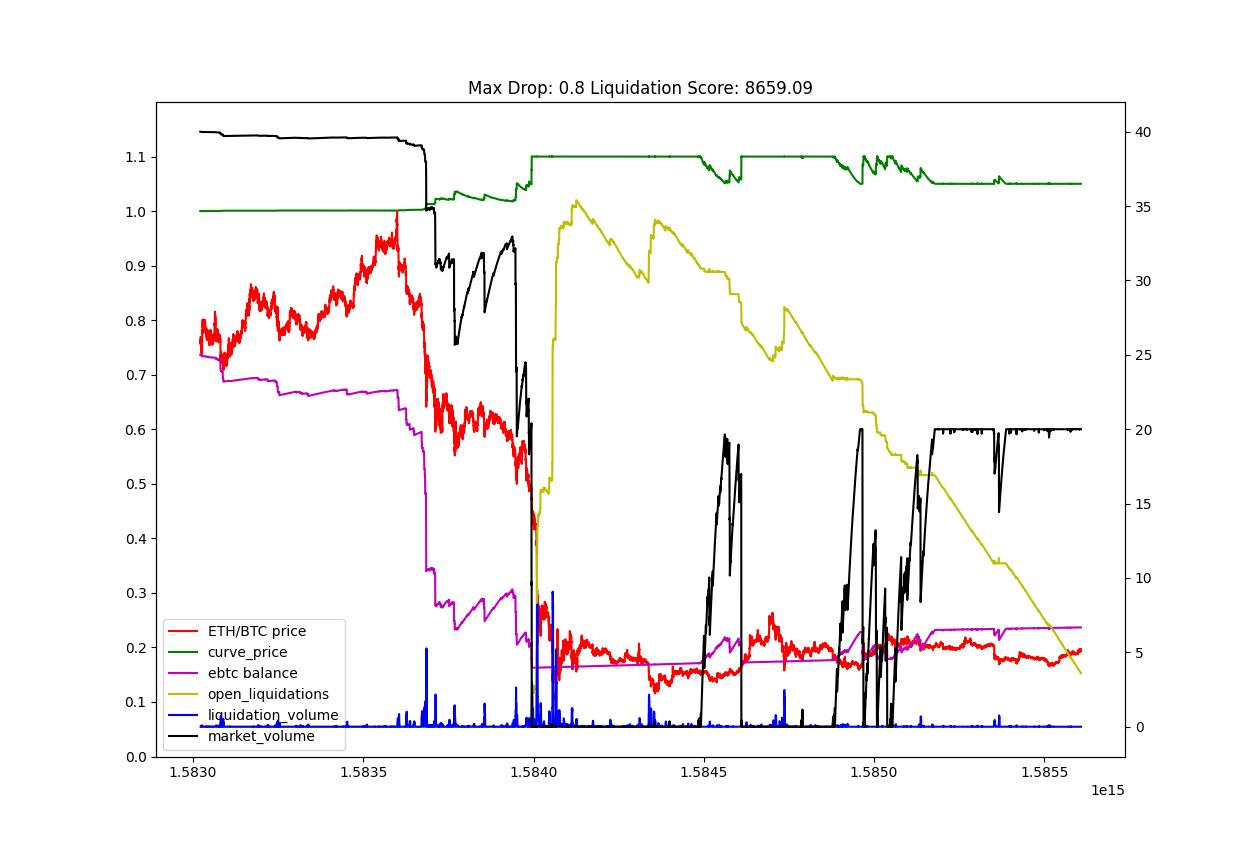 Max Drop: 0.8 Liquidation Score: 8659.09
1.1
1.0
0.9
0.8
0.7
0.6
0.5
0.4
0.3
0.2
0.1
0.0
40
35
30
25
20
15
10
5
0
ETH/BTC price
curve_price
ebtc balance
open_liquidations
liquidation_volume
market_volume
1.5830 1.5835 1.5840 1.5845 1.5850 1.5855
1e15